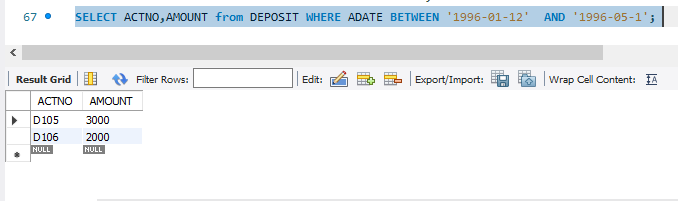 67 SELECT ACTNO,AMOUNT from DEPOSIT WHERE ADATE BETWEEN '1996-01-12'  AND '1996-05-1';
Result Grid Filter Rows: Edit: Export/Import: Wrap Cell Content:
ACTNO AMOUNT
D105 3000
D106 2000
NULL NULL